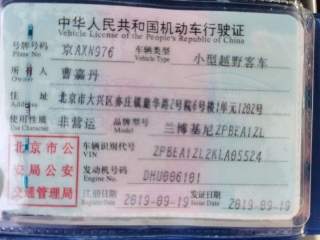 中华人民共和国机动车行驶证
Vehicle License of the People's Republic of China
号牌号码 京AXN976 车辆类型 小型越野客车
Plate No Vehicle Type
所有人 曹嘉丹
Owner
住址 北京市大兴区亦庄镇康华路2号院6号楼1单元1202号
Address
使用性质 非营运 品牌型号 兰博基尼ZPBEA1ZL
Use Character Model
北京市公 车辆识别代号 ZPBEA1ZL2KLA05524
VIN
安局公安 发动机号码 DHU006101
Engine No.
交通管理局 注册日期 2019-09-19 发证日期 2019-09-19
Register Date Issue Date